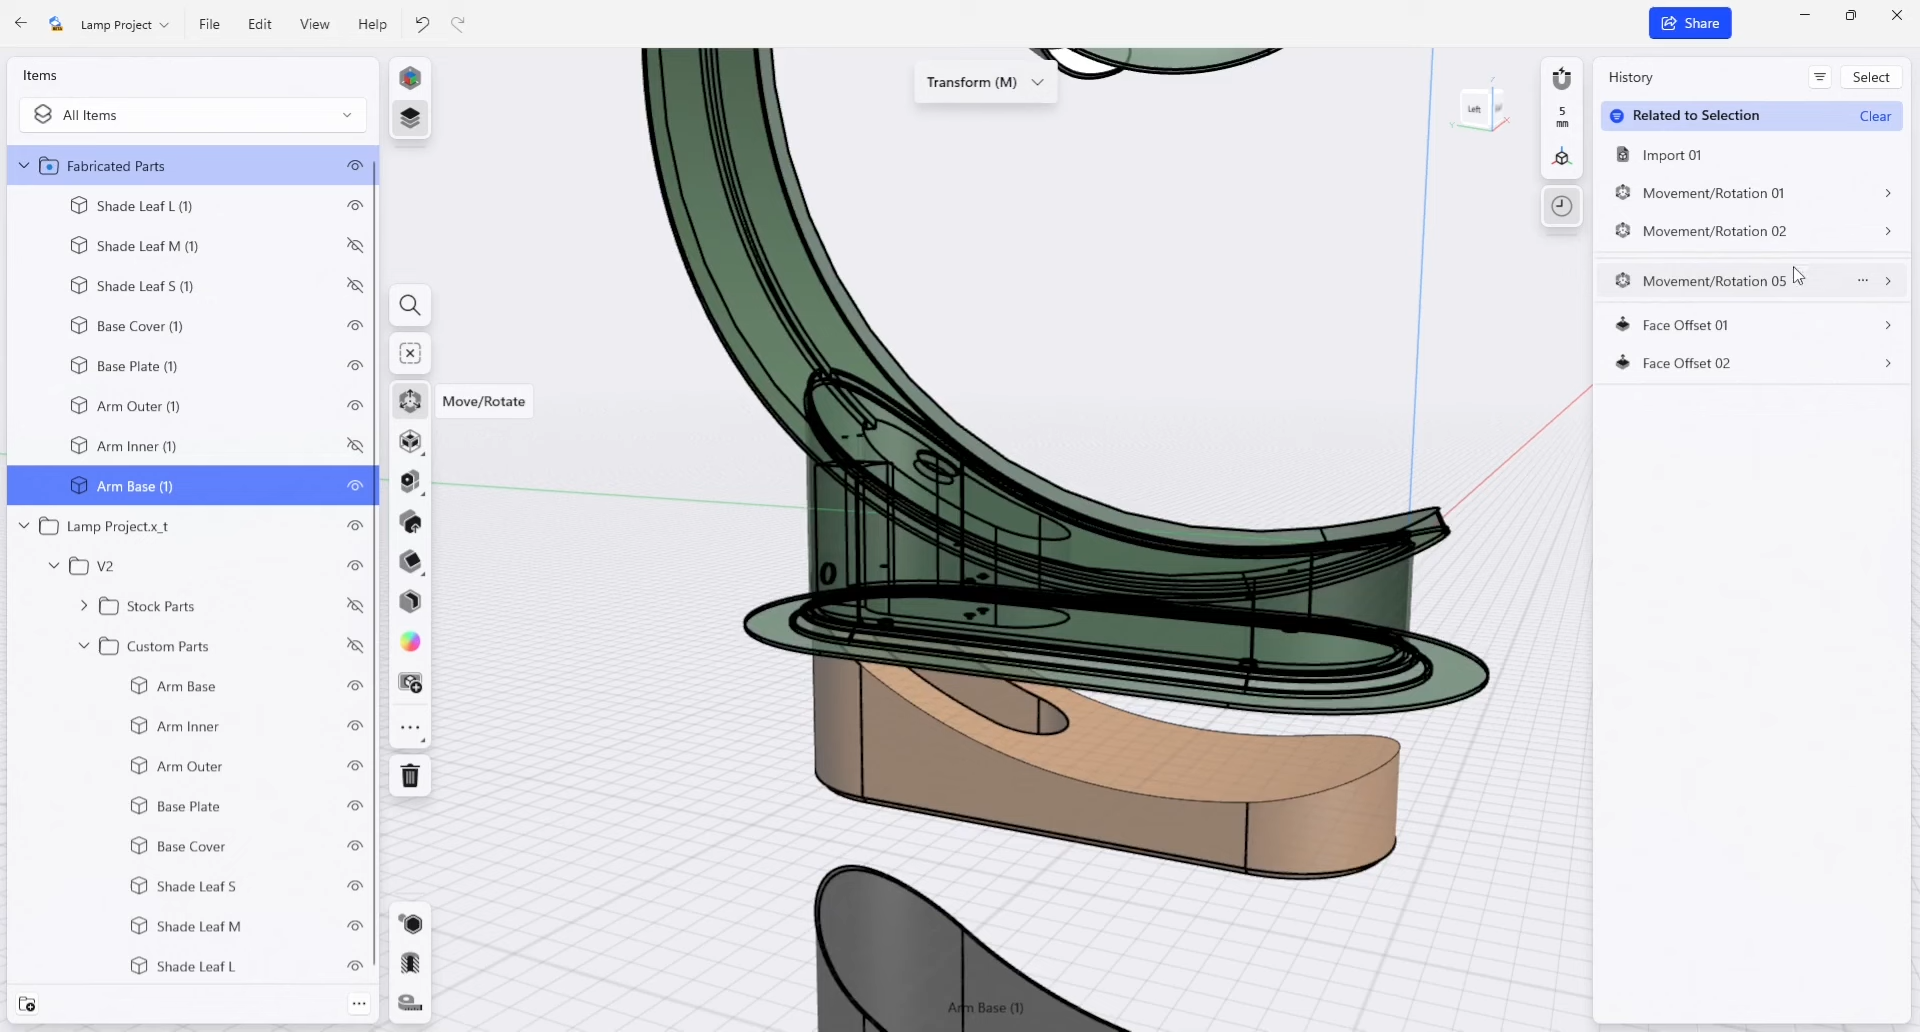 Lamp Project
File
Edit
View
Help
Share
Items
All Items
Fabricated Parts
Shade Leaf L (1)
Shade Leaf M (1)
Shade Leaf S (1)
Base Cover (1)
Base Plate (1)
Arm Outer (1)
Arm Inner (1)
Arm Base (1)
Lamp Project.x_t
V2
Stock Parts
Custom Parts
Arm Base
Arm Inner
Arm Outer
Base Plate
Base Cover
Shade Leaf S
Shade Leaf M
Shade Leaf L
Move/Rotate
Transform (M)
Z
Left
Y
X
Arm Base (1)
5
mm
History
Select
Related to Selection
Clear
Import 01
Movement/Rotation 01
Movement/Rotation 02
Movement/Rotation 05
Face Offset 01
Face Offset 02